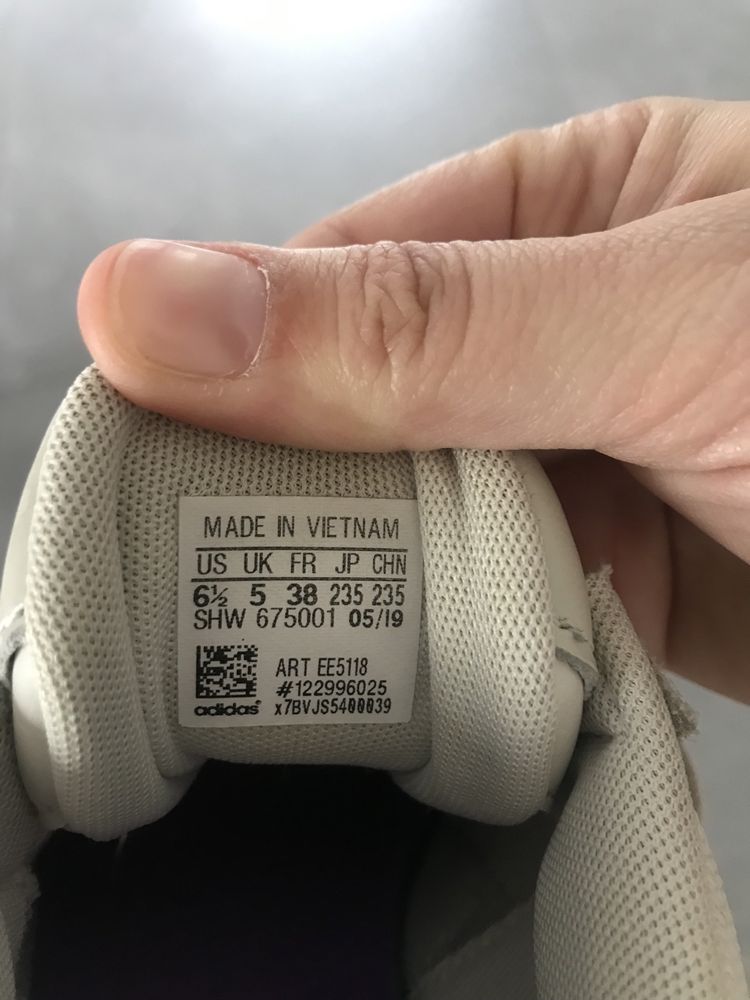 MADE IN VIETNAM
US UK FR JP CHN
6½ 5 38 235 235
SHW 675001 05/19
ART EE5118
#122996025
adidas x7BVJS5400039